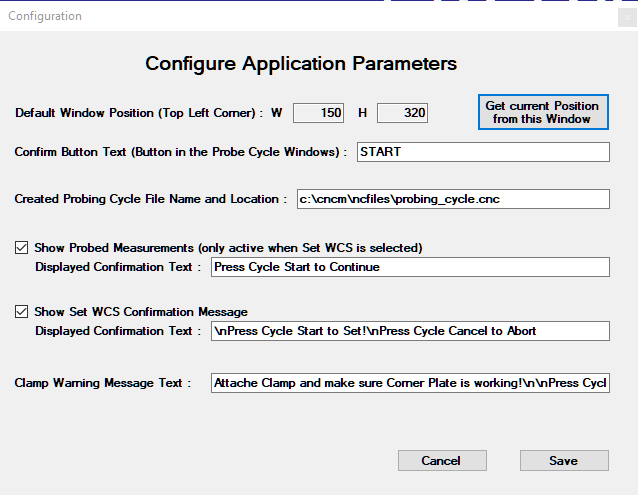 Configuration
Configure Application Parameters
Default Window Position (Top Left Corner) : W 150 H 320
Get current Position
from this Window
Confirm Button Text (Button in the Probe Cycle Windows) : START
Created Probing Cycle File Name and Location : c:\cncm\ncfiles\probing_cycle.cnc
Show Probed Measurements (only active when Set WCS is selected)
Displayed Confirmation Text : Press Cycle Start to Continue
Show Set WCS Confirmation Message
Displayed Confirmation Text : \nPress Cycle Start to Set!\nPress Cycle Cancel to Abort
Clamp Warning Message Text : Attache Clamp and make sure Corner Plate is working!\n\nPress Cycl
Cancel Save